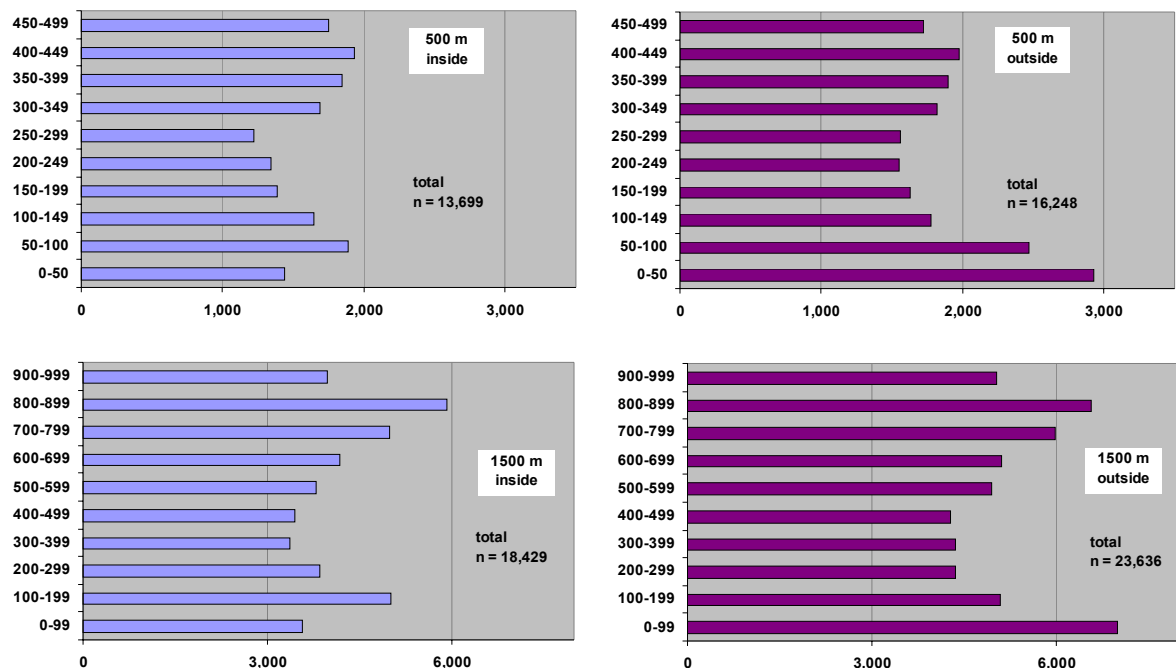 450-499
400-449
350-399
300-349
250-299
200-249
150-199
100-149
50-100
0-50
0 1,000 2,000 3,000
500 m
inside
total
n = 13,699
450-499
400-449
350-399
300-349
250-299
200-249
150-199
100-149
50-100
0-50
0 1,000 2,000 3,000
500 m
outside
total
n = 16,248
900-999
800-899
700-799
600-699
500-599
400-499
300-399
200-299
100-199
0-99
0 3.000 6.000
1500 m
inside
total
n = 18,429
900-999
800-899
700-799
600-699
500-599
400-499
300-399
200-299
100-199
0-99
0 3.000 6.000
1500 m
outside
total
n = 23,636